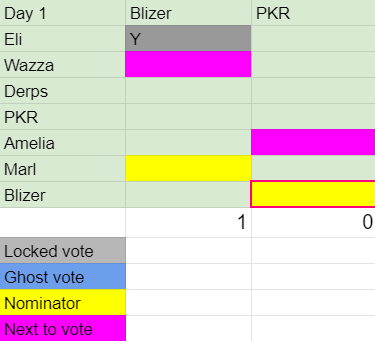 Day 1 Blizer PKR
Eli Y
Wazza
Derps
PKR
Amelia
Marl
Blizer
1 0
Locked vote
Ghost vote
Nominator
Next to vote